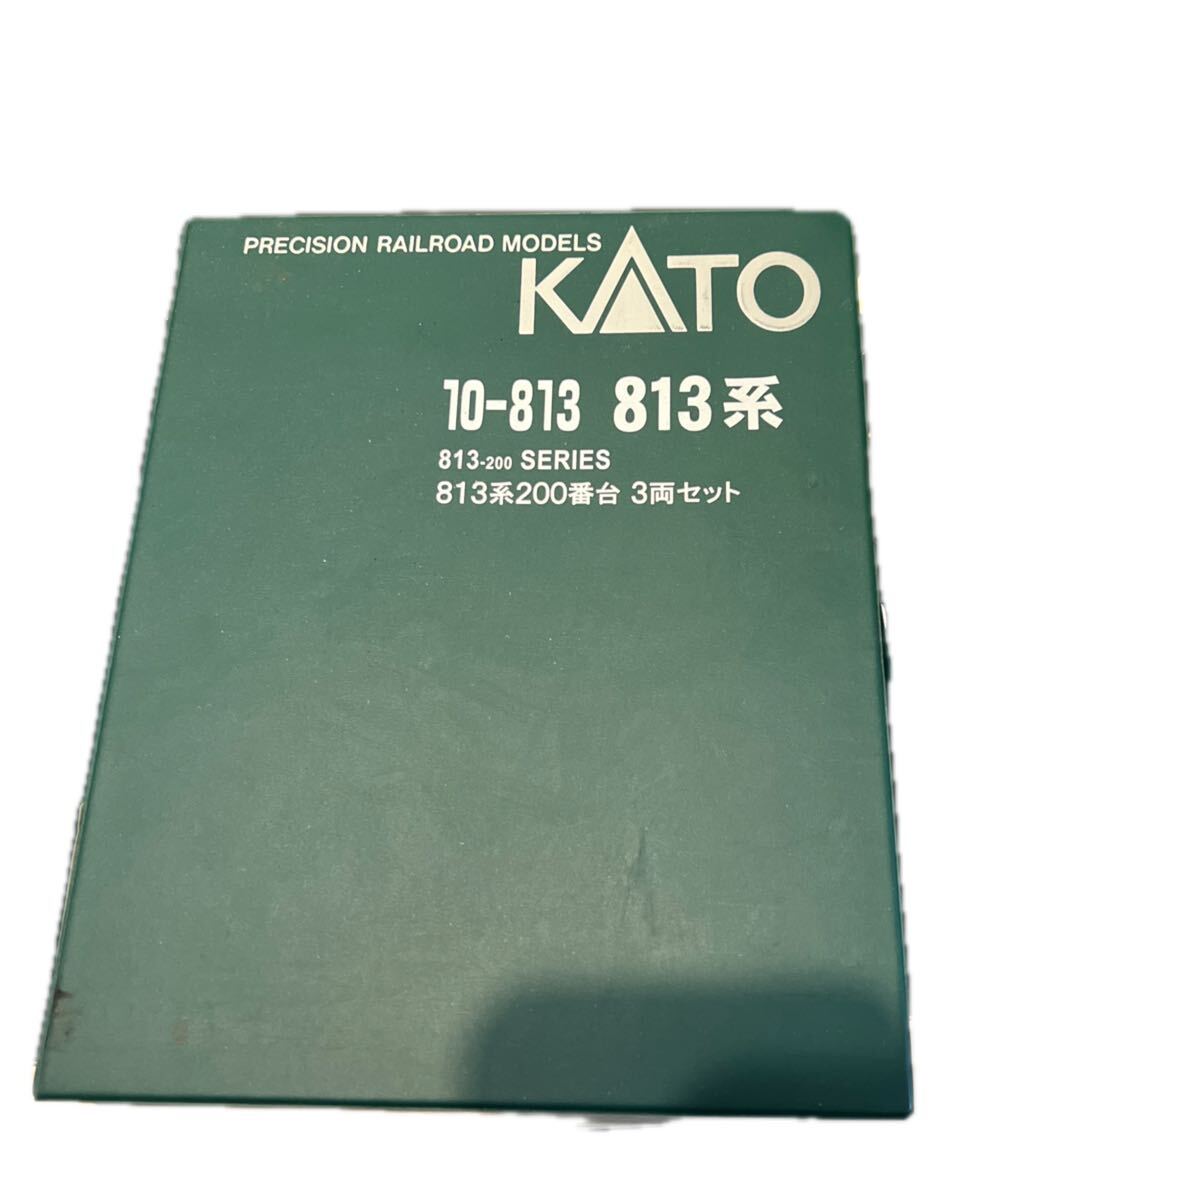 PRECISION RAILROAD MODELS
KATO
10-813 813系
813-200 SERIES
813系200番台 3両セット